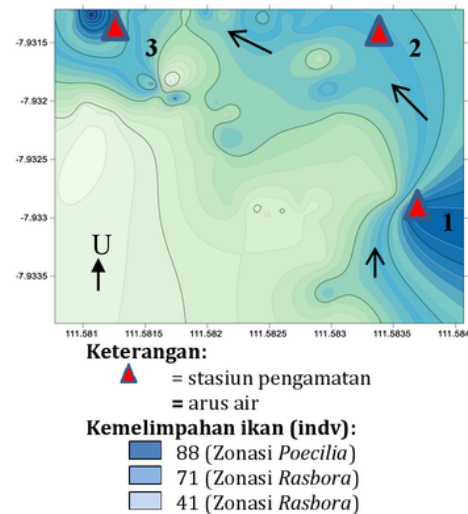 -7.9315
-7.932
-7.9325
-7.933
-7.9335
3
2
1
U
111.581 111.5815 111.582 111.5825 111.583 111.5835 111.584
Keterangan:
= stasiun pengamatan
= arus air
Kemelimpahan ikan (indv):
88 (Zonasi Poecilia)
71 (Zonasi Rasbora)
41 (Zonasi Rasbora)